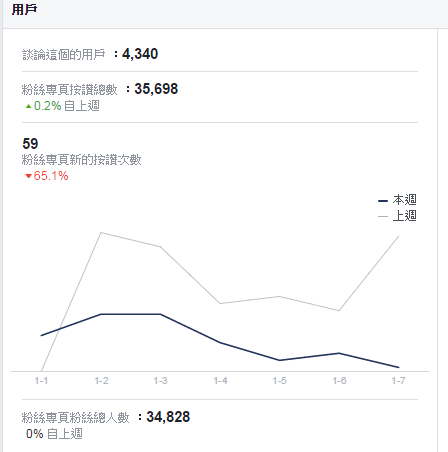 用戶
談論這個的用戶 ：4,340
粉絲專頁按讚總數 ：35,698
0.2% 自上週
59
粉絲專頁新的按讚次數
65.1%
本週
上週
1-1 1-2 1-3 1-4 1-5 1-6 1-7
粉絲專頁粉絲總人數 ：34,828
0% 自上週